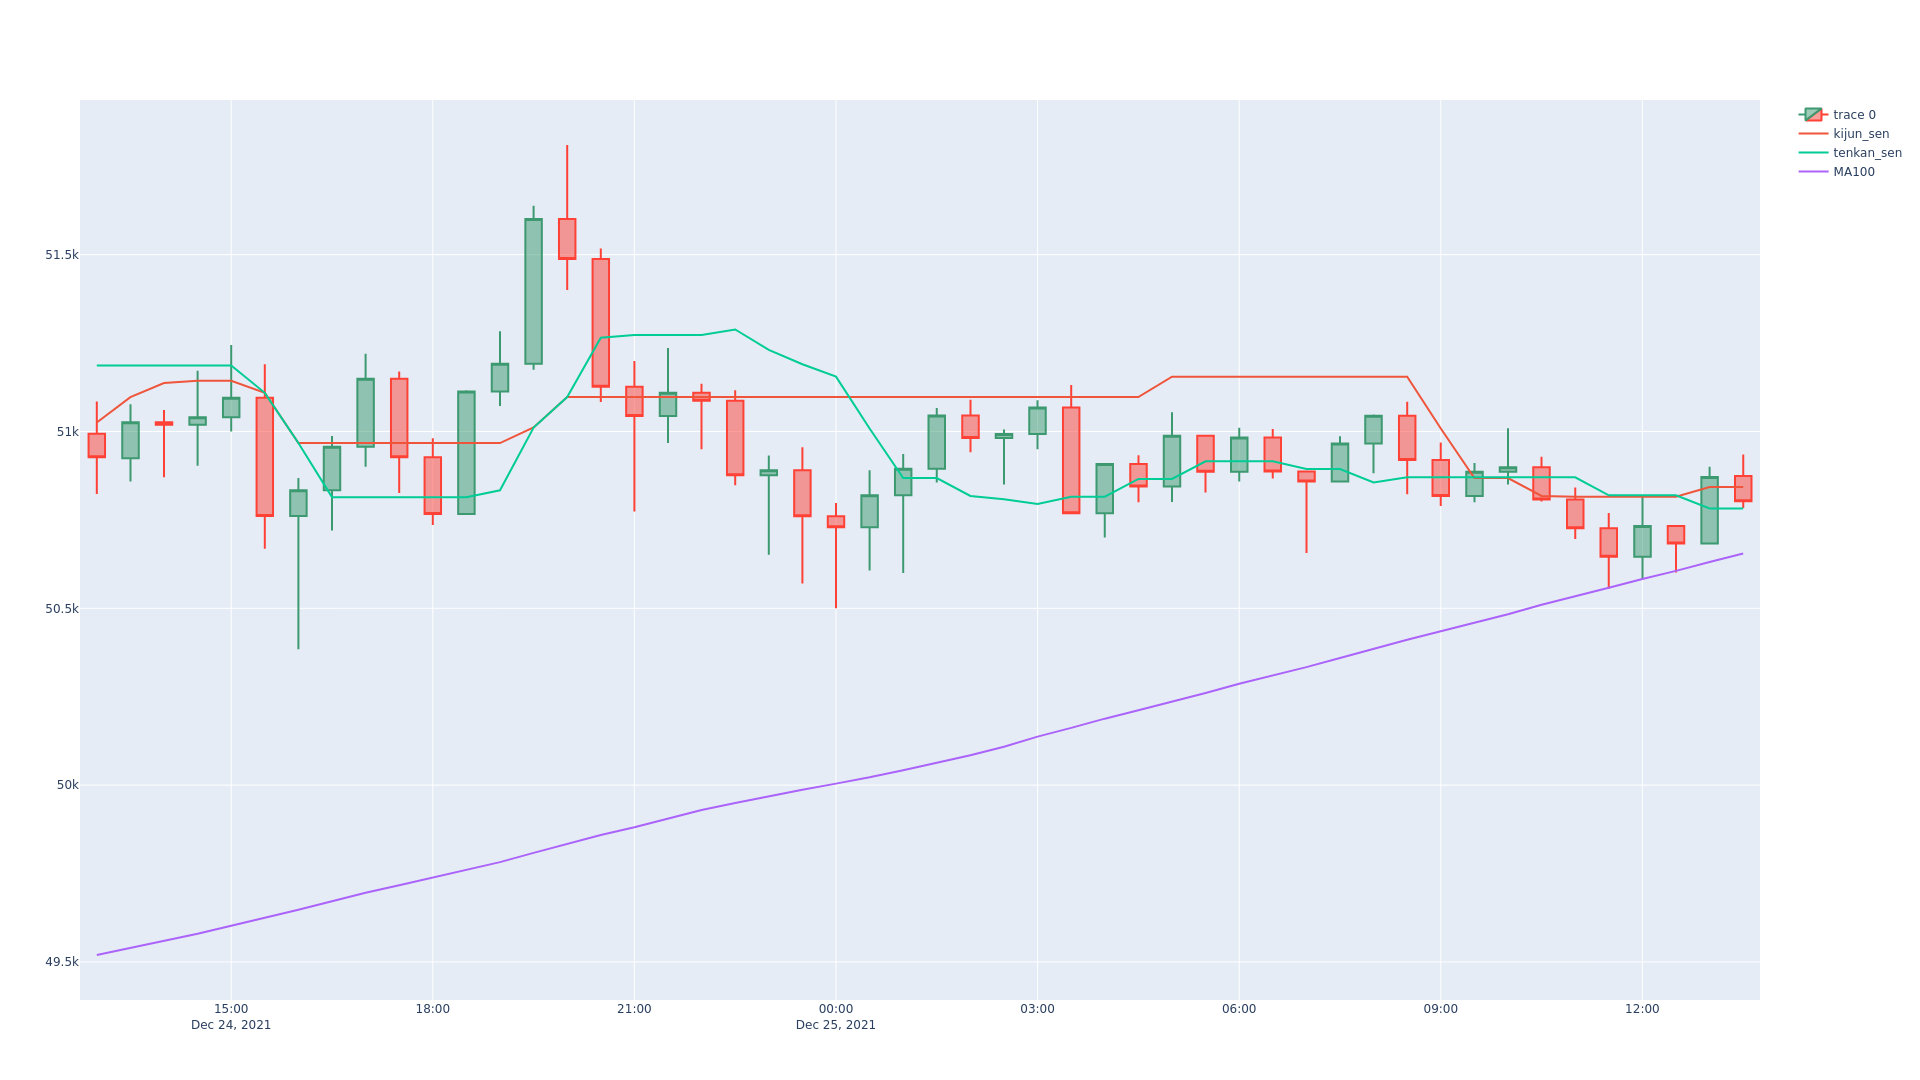 trace 0
kijun_sen
tenkan_sen
MA100
51.5k
51k
50.5k
50k
49.5k
15:00
Dec 24, 2021
18:00
21:00
00:00
Dec 25, 2021
03:00
06:00
09:00
12:00